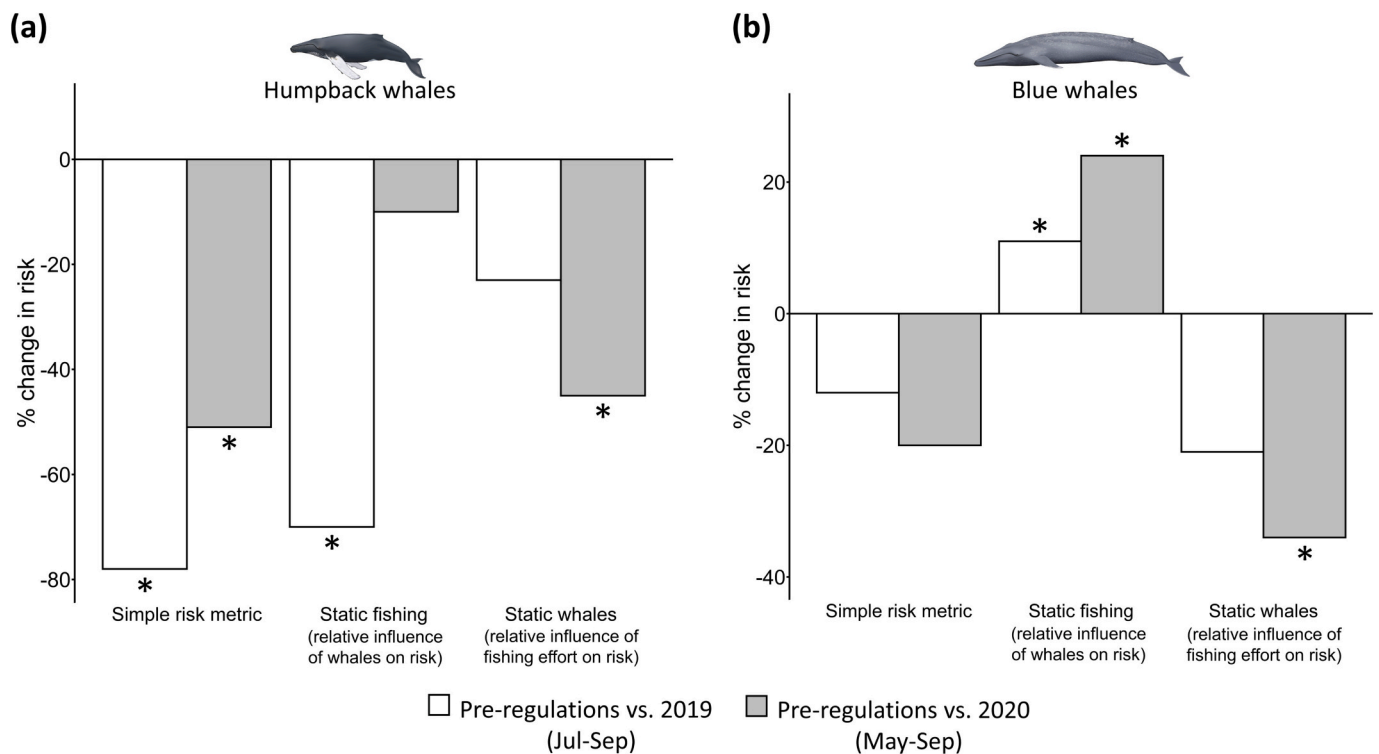 (a)
Humpback whales
% change in risk
0
-20
-40
-60
-80
*
*
*
*
Simple risk metric
Static fishing
(relative influence
of whales on risk)
Static whales
(relative influence of
fishing effort on risk)
(b)
Blue whales
% change in risk
20
0
-20
-40
*
*
*
Simple risk metric
Static fishing
(relative influence
of whales on risk)
Static whales
(relative influence of
fishing effort on risk)
Pre-regulations vs. 2019
(Jul-Sep)
Pre-regulations vs. 2020
(May-Sep)